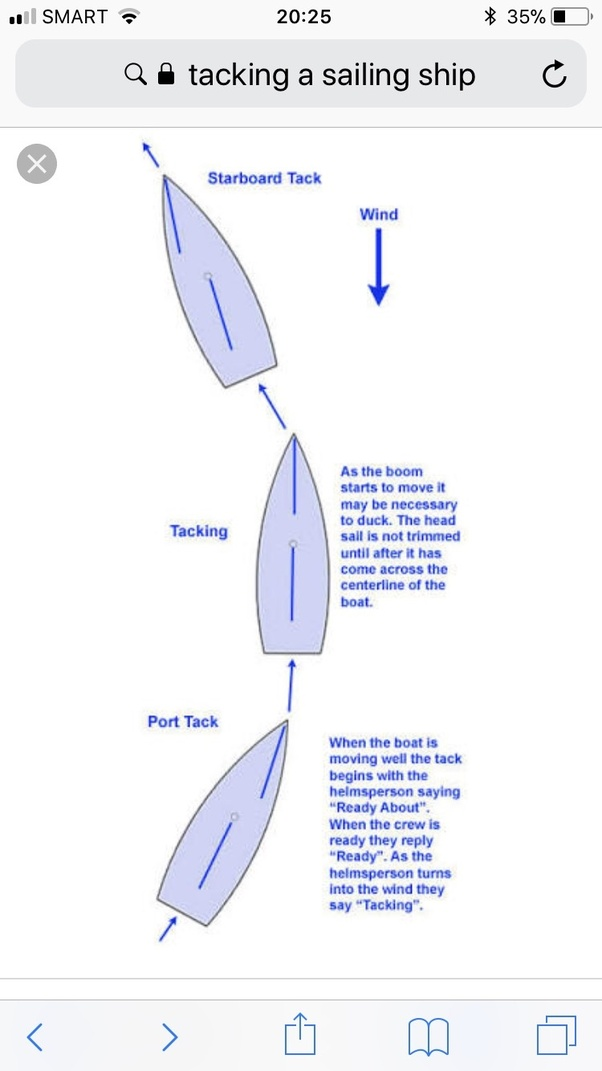 SMART 20:25 35%
tacking a sailing ship
Starboard Tack
Wind
As the boom
starts to move it
may be necessary
to duck. The head
sail is not trimmed
until after it has
come across the
centerline of the
boat.
Tacking
Port Tack
When the boat is
moving well the tack
begins with the
helmsperson saying
“Ready About”.
When the crew is
ready they reply
“Ready”. As the
helmsperson turns
into the wind they
say “Tacking”.